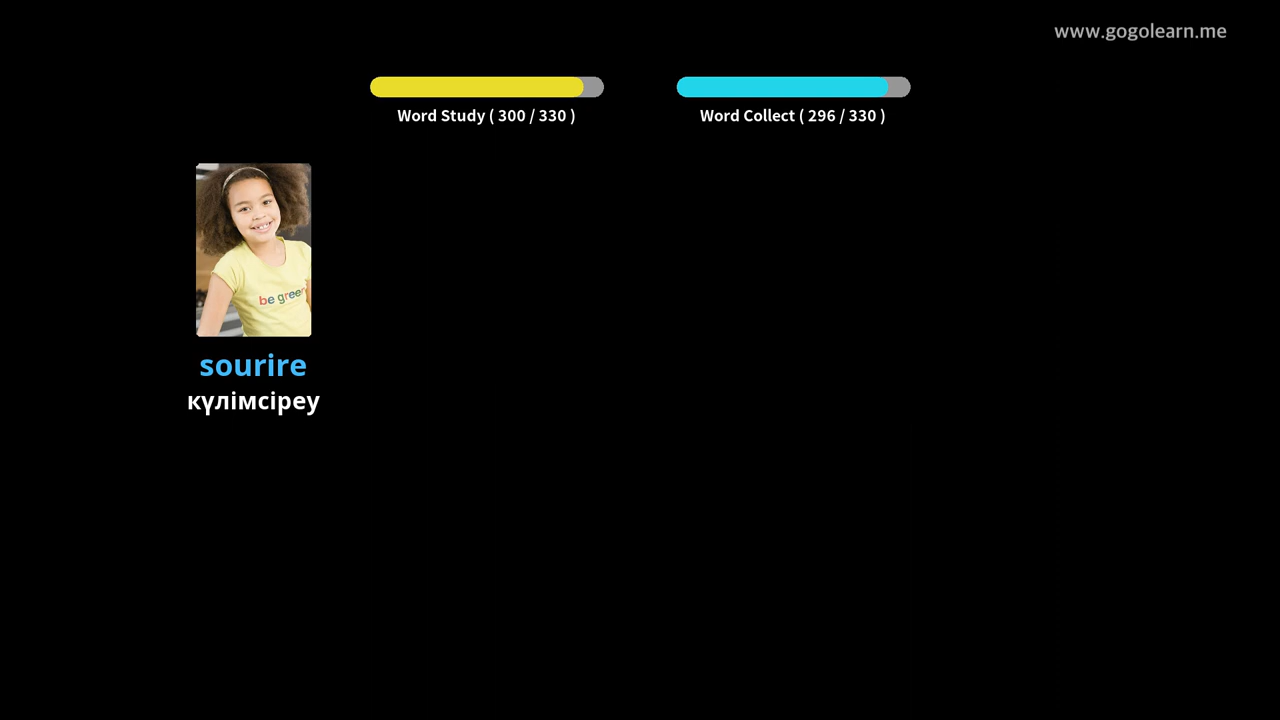 www.gogolearn.me
Word Study ( 300 / 330 )
Word Collect ( 296 / 330 )
be green
sourire
күлімсіреу